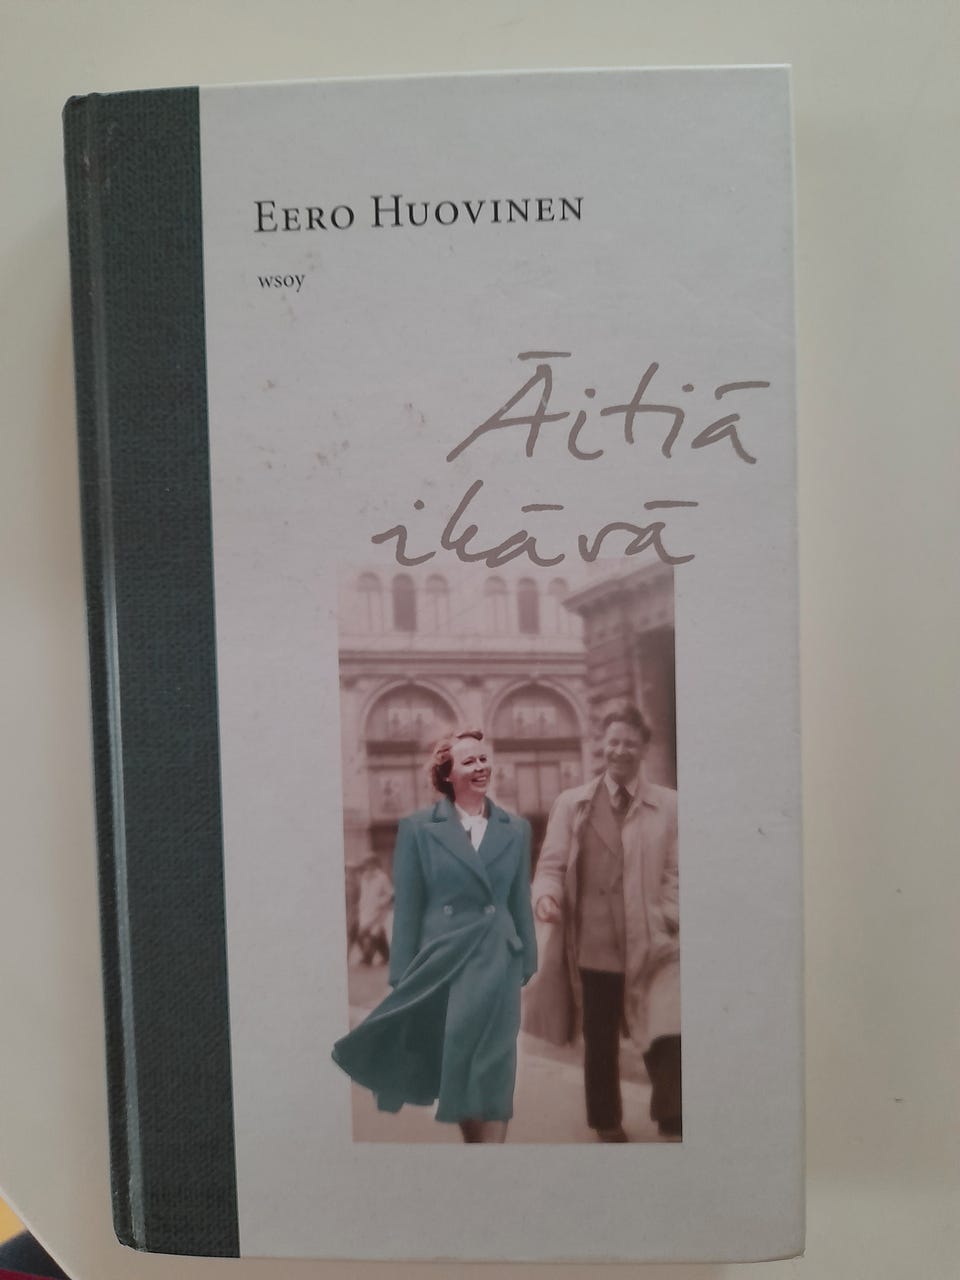 EERO HUOVINEN
wsoy
Äitiä
ikävä